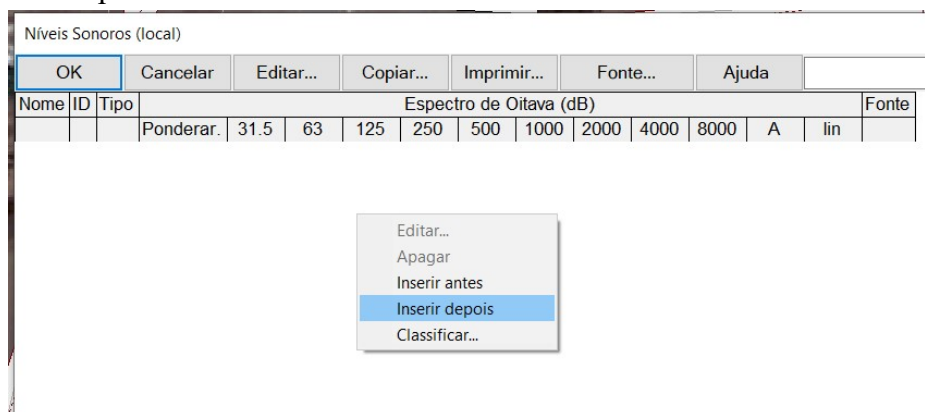 Níveis Sonoros (local)
OK Cancelar Editar... Copiar... Imprimir... Fonte... Ajuda
Nome ID Tipo Espectro de Oitava (dB) Fonte
Ponderar. 31.5 63 125 250 500 1000 2000 4000 8000 A lin
Editar...
Apagar
Inserir antes
Inserir depois
Classificar...